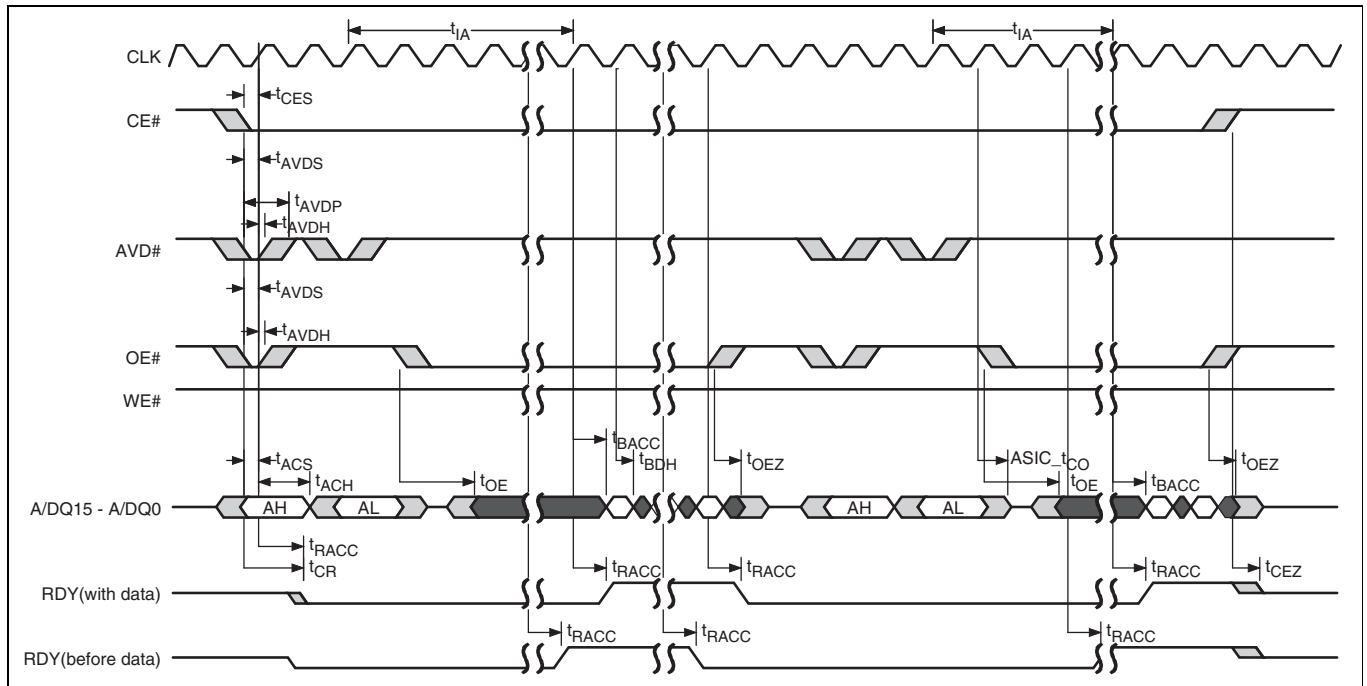 tIA tIA
CLK
tCES
CE#
tAVDS
tAVDP
tAVDH
AVD#
tAVDS
tAVDH
OE#
WE#
tBACC
tACS tBDH tOEZ ASIC_tCO tOEZ
tACH tOE tOE tBACC
A/DQ15 - A/DQ0 AH AL AH AL
tRACC
tCR tRACC tRACC tRACC tCEZ
RDY(with data)
tRACC tRACC tRACC
RDY(before data)